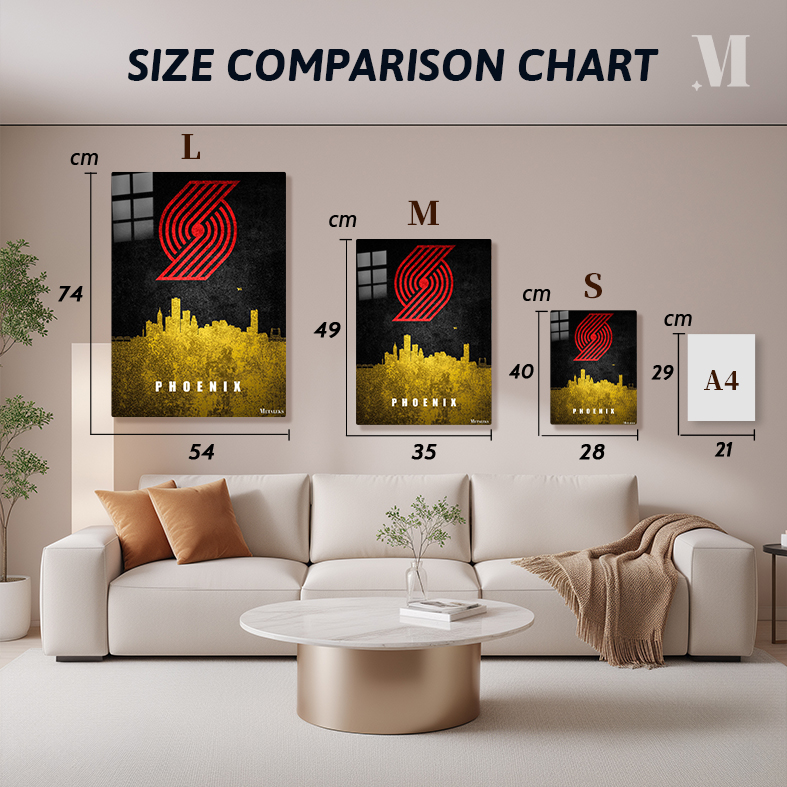 SIZE COMPARISON CHART
M
L
cm
74
54
PHOENIX
METALEKS
M
cm
49
35
PHOENIX
S
cm
40
28
PHOENIX
cm
29
A4
21